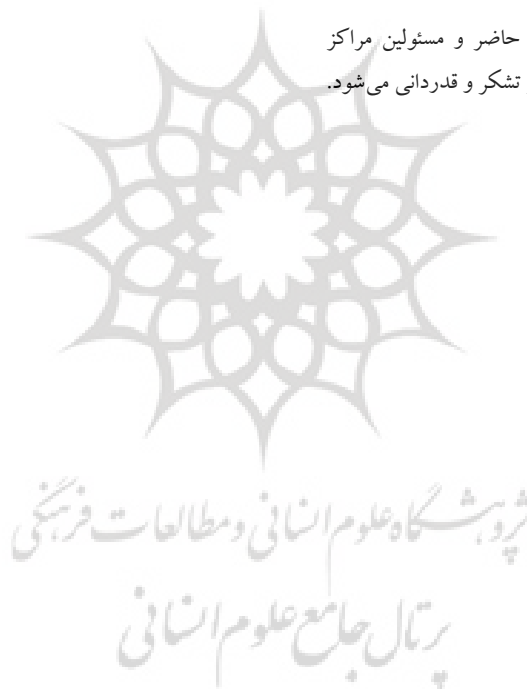 حاضر و مسئولین مراکز
تشکر و قدردانی می‌شود.
پژوهشگاه علوم انسانی و مطالعات فرهنگی
پرتال جامع علوم انسانی